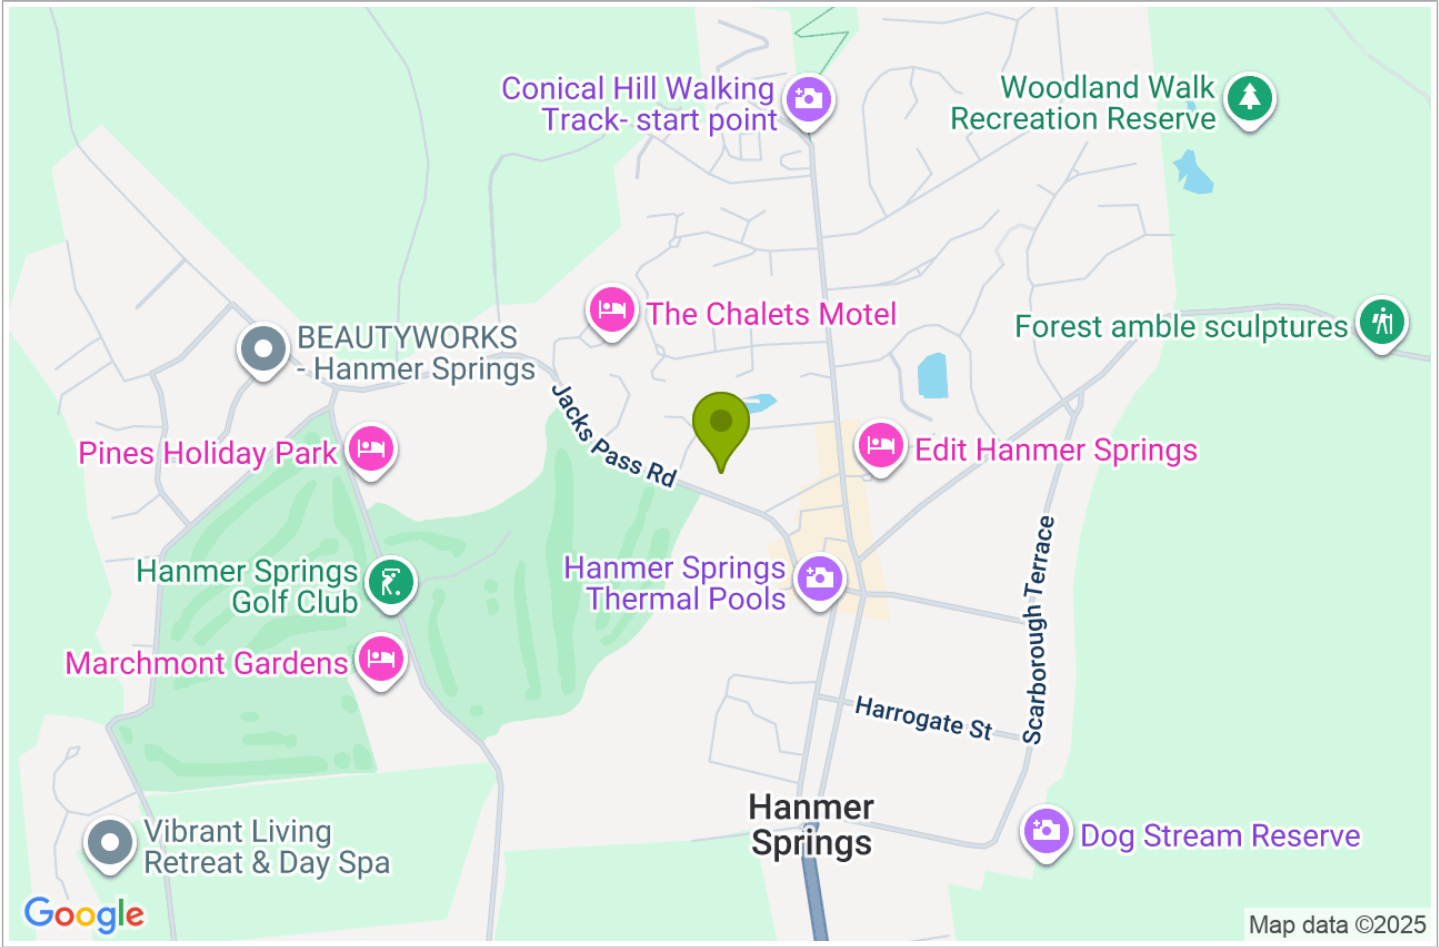 Conical Hill Walking
Track- start point
Woodland Walk
Recreation Reserve
The Chalets Motel
Forest amble sculptures
BEAUTYWORKS
- Hanmer Springs
Jacks Pass Rd
Pines Holiday Park
Edit Hanmer Springs
Hanmer Springs
Golf Club
Hanmer Springs
Thermal Pools
Scarborough Terrace
Marchmont Gardens
Harrogate St
Hanmer
Springs
Vibrant Living
Retreat & Day Spa
Dog Stream Reserve
Google
Map data ©2025